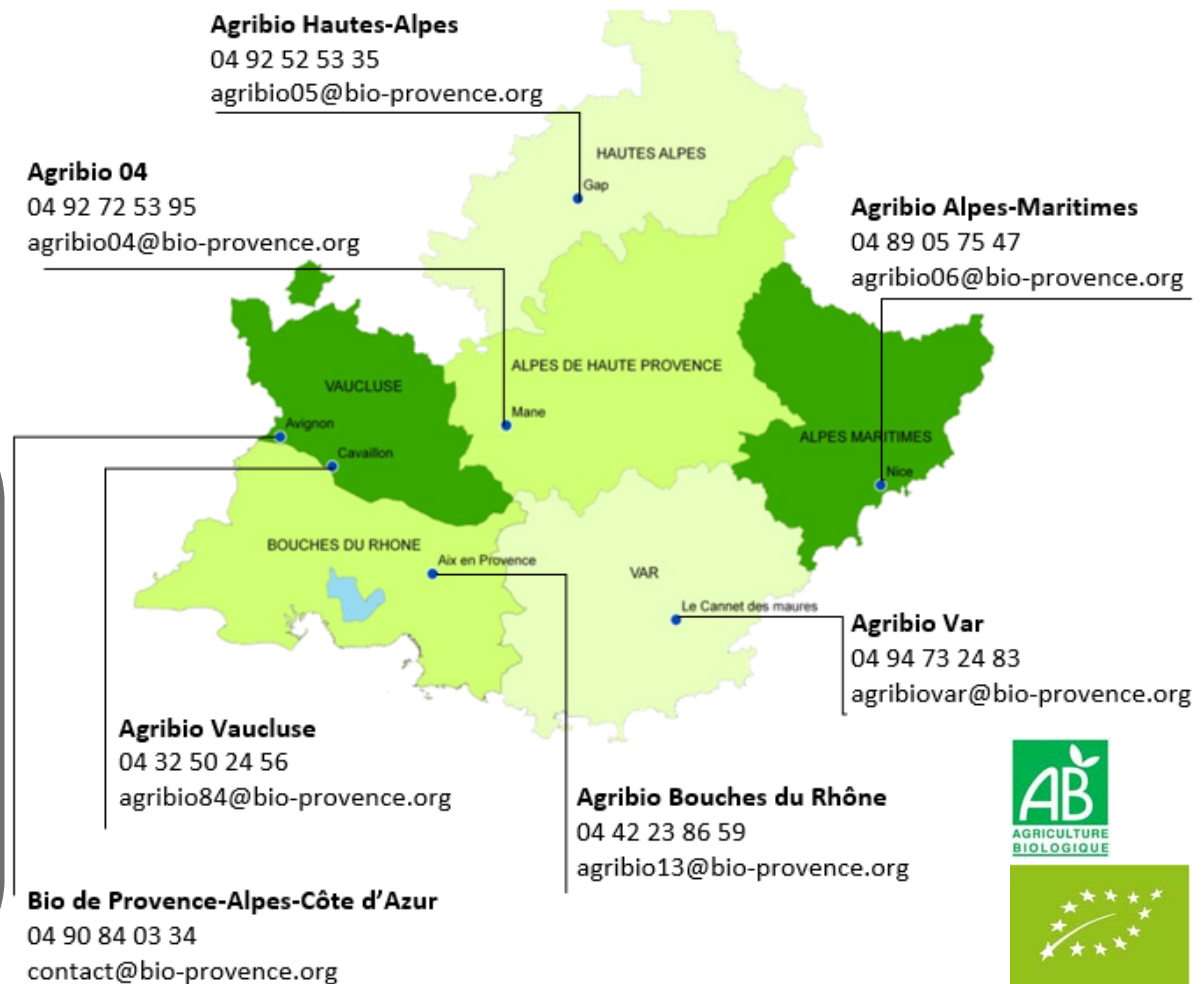 Agribio Hautes-Alpes
04 92 52 53 35
agribio05@bio-provence.org
HAUTES ALPES
Gap
Agribio 04
04 92 72 53 95
agribio04@bio-provence.org
Agribio Alpes-Maritimes
04 89 05 75 47
agribio06@bio-provence.org
ALPES DE HAUTE PROVENCE
VAUCLUSE
Mane
Avignon
ALPES MARITIMES
Cavaillon
Nice
BOUCHES DU RHONE
Aix en Provence
VAR
Le Cannet des maures
Agribio Var
04 94 73 24 83
agribiovar@bio-provence.org
Agribio Vaucluse
04 32 50 24 56
agribio84@bio-provence.org
Agribio Bouches du Rhône
04 42 23 86 59
agribio13@bio-provence.org
AB
AGRICULTURE
BIOLOGIQUE
Bio de Provence-Alpes-Côte d’Azur
04 90 84 03 34
contact@bio-provence.org